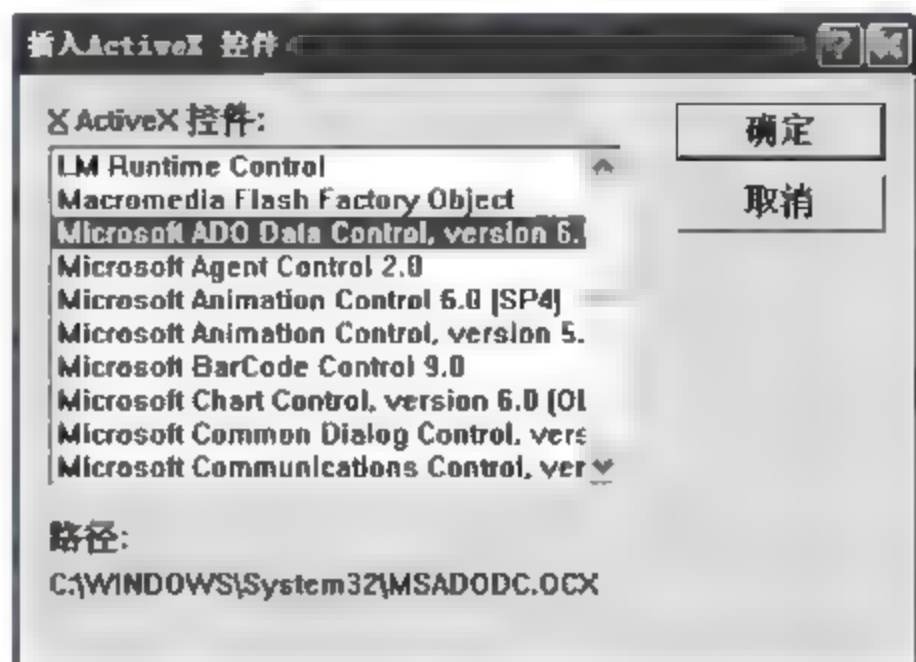 插入ActiveX 控件
X ActiveX 控件:
确定
LM Runtime Control
Macromedia Flash Factory Object
Microsoft ADO Data Control, version 6.
取消
Microsoft Agent Control 2.0
Microsoft Animation Control 6.0 (SP4)
Microsoft Animation Control, version 5.
Microsoft BarCode Control 9.0
Microsoft Chart Control, version 6.0 (OL
Microsoft Common Dialog Control, vers
Microsoft Communications Control, ver
路径:
C:\WINDOWS\System32\MSADODC.OCX